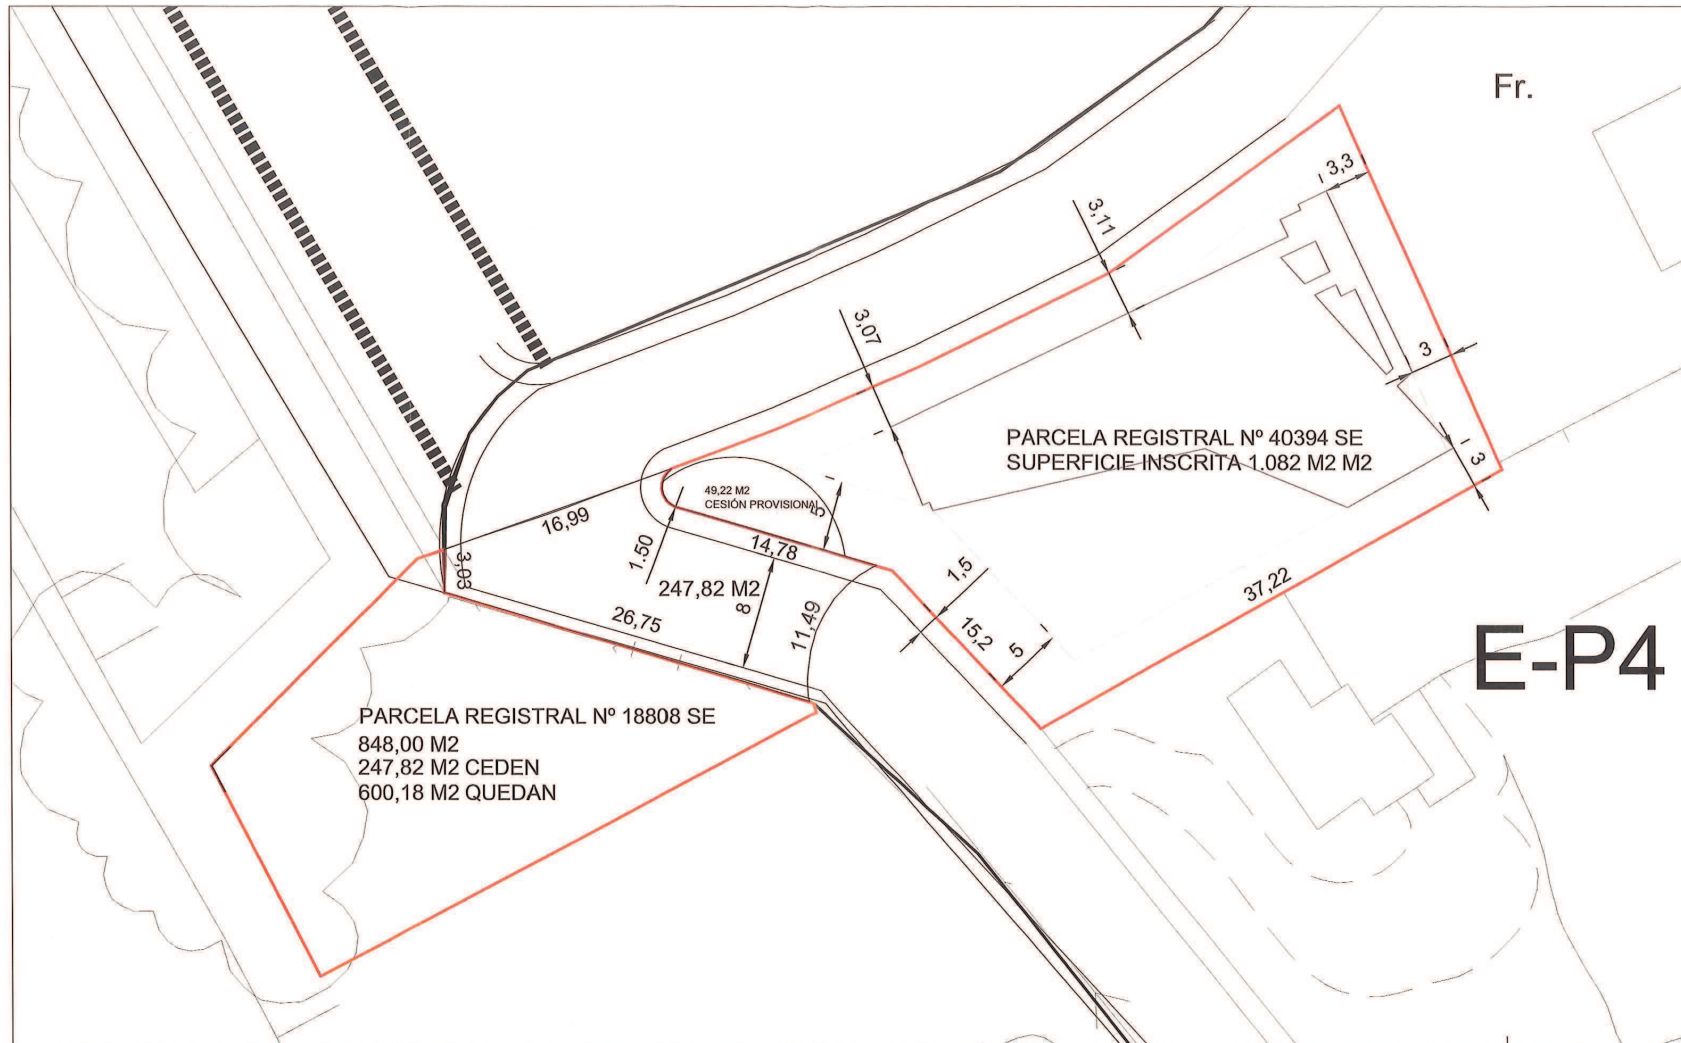 Fr.
3,3
3,11
3,07
3
PARCELA REGISTRAL Nº 40394 SE
SUPERFICIE INSCRITA 1.082 M2 M2
3
49,22 M2
CESIÓN PROVISIONAL
5
16,99
1.50
14,78
3,03
247,82 M2
8
26,75
11,49
1,5
15,2
5
37,22
E-P4
PARCELA REGISTRAL Nº 18808 SE
848,00 M2
247,82 M2 CEDEN
600,18 M2 QUEDAN